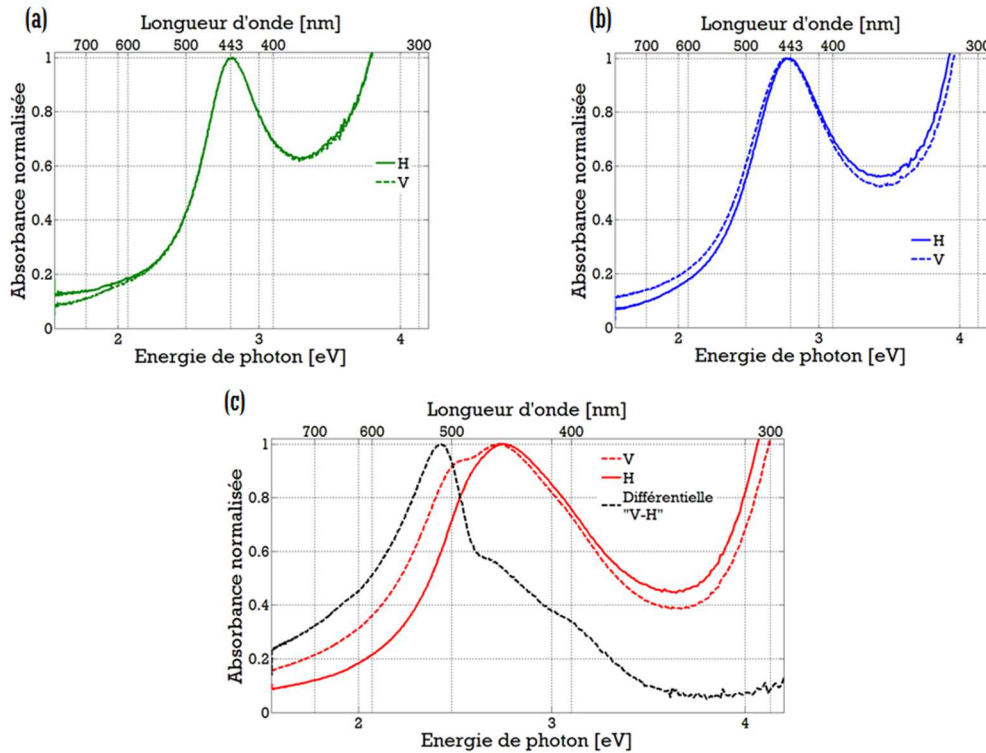 (a)
Longueur d'onde [nm]
700 600 500 443 400 300
Absorbance normalisée
1
0.8
0.6
0.4
0.2
0
H
V
2 3 4
Energie de photon [eV]
(b)
Longueur d'onde [nm]
700 600 500 443 400 300
Absorbance normalisée
1
0.8
0.6
0.4
0.2
0
H
V
2 3 4
Energie de photon [eV]
(c)
Longueur d'onde [nm]
700 600 500 400 300
Absorbance normalisée
1
0.8
0.6
0.4
0.2
0
V
H
Différentielle
"V-H"
2 3 4
Energie de photon [eV]